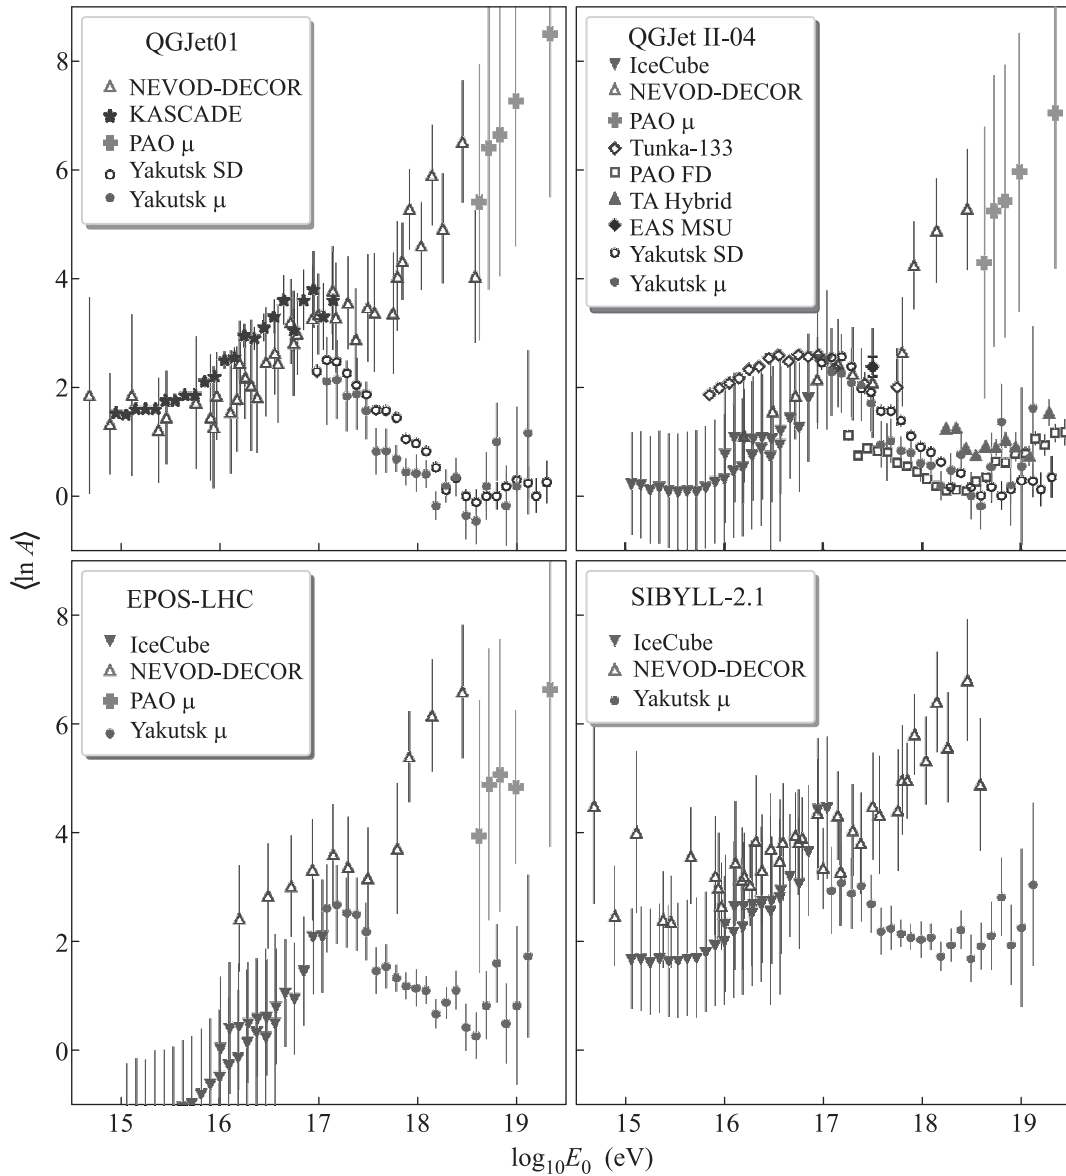 QGJet01
NEVOD-DECOR
KASCADE
PAO μ
Yakutsk SD
Yakutsk μ
QGJet II-04
IceCube
NEVOD-DECOR
PAO μ
Tunka-133
PAO FD
TA Hybrid
EAS MSU
Yakutsk SD
Yakutsk μ
8
6
4
2
0
⟨ln A⟩
EPOS-LHC
IceCube
NEVOD-DECOR
PAO μ
Yakutsk μ
SIBYLL-2.1
IceCube
NEVOD-DECOR
Yakutsk μ
8
6
4
2
0
15 16 17 18 19 15 16 17 18 19
log₁₀E₀ (eV)